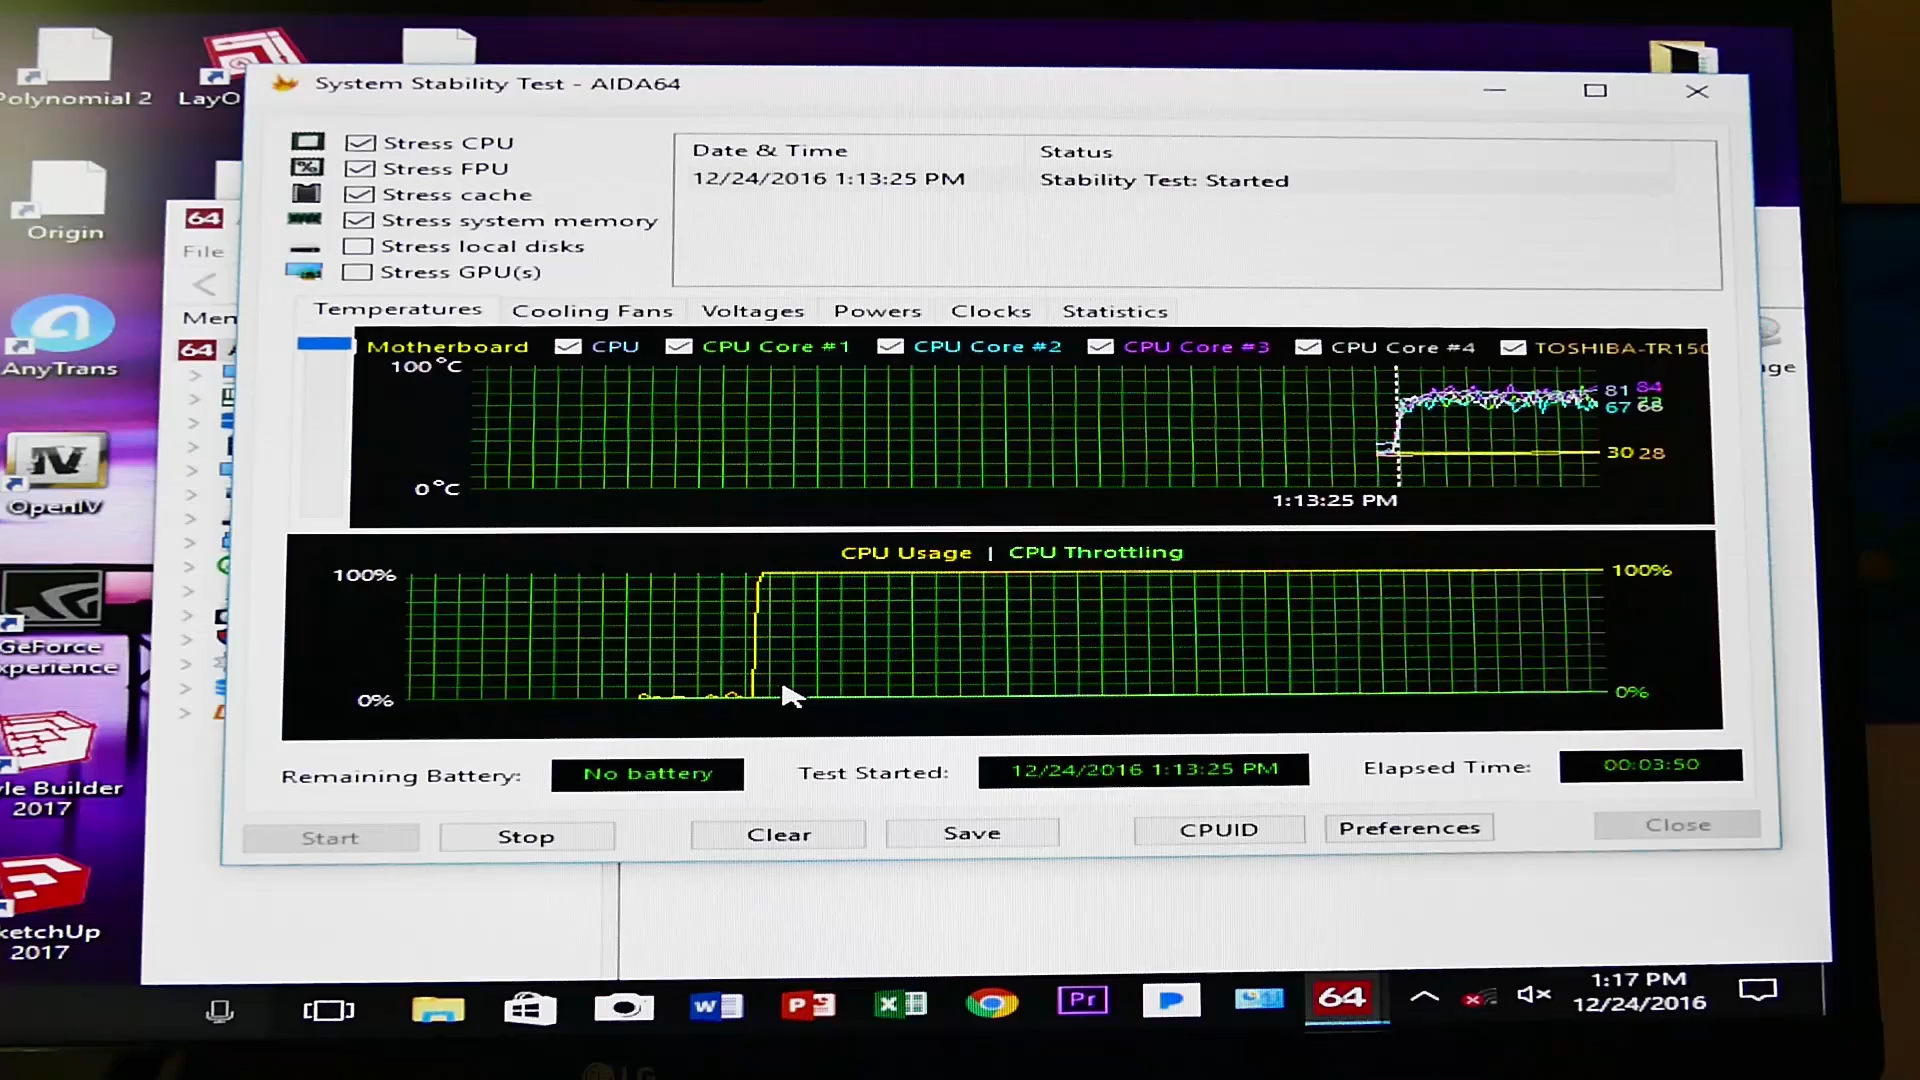 Polynomial 2
LayO
Origin
AnyTrans
OpenIV
GeForce
xperience
le Builder
2017
ketchUp
2017
System Stability Test - AIDA64
Stress CPU
Stress FPU
Stress cache
Stress system memory
Stress local disks
Stress GPU(s)
Date & Time
Status
12/24/2016 1:13:25 PM
Stability Test: Started
64
File
Men
64
Temperatures
Cooling Fans
Voltages
Powers
Clocks
Statistics
Motherboard
CPU
CPU Core #1
CPU Core #2
CPU Core #3
CPU Core #4
TOSHIBA-TR150
100°C
0°C
81 84
67 68
30 28
1:13:25 PM
ge
CPU Usage | CPU Throttling
100%
100%
0%
0%
Remaining Battery:
No battery
Test Started:
12/24/2016 1:13:25 PM
Elapsed Time:
00:03:50
Start
Stop
Clear
Save
CPUID
Preferences
Close
64
1:17 PM
12/24/2016
LG